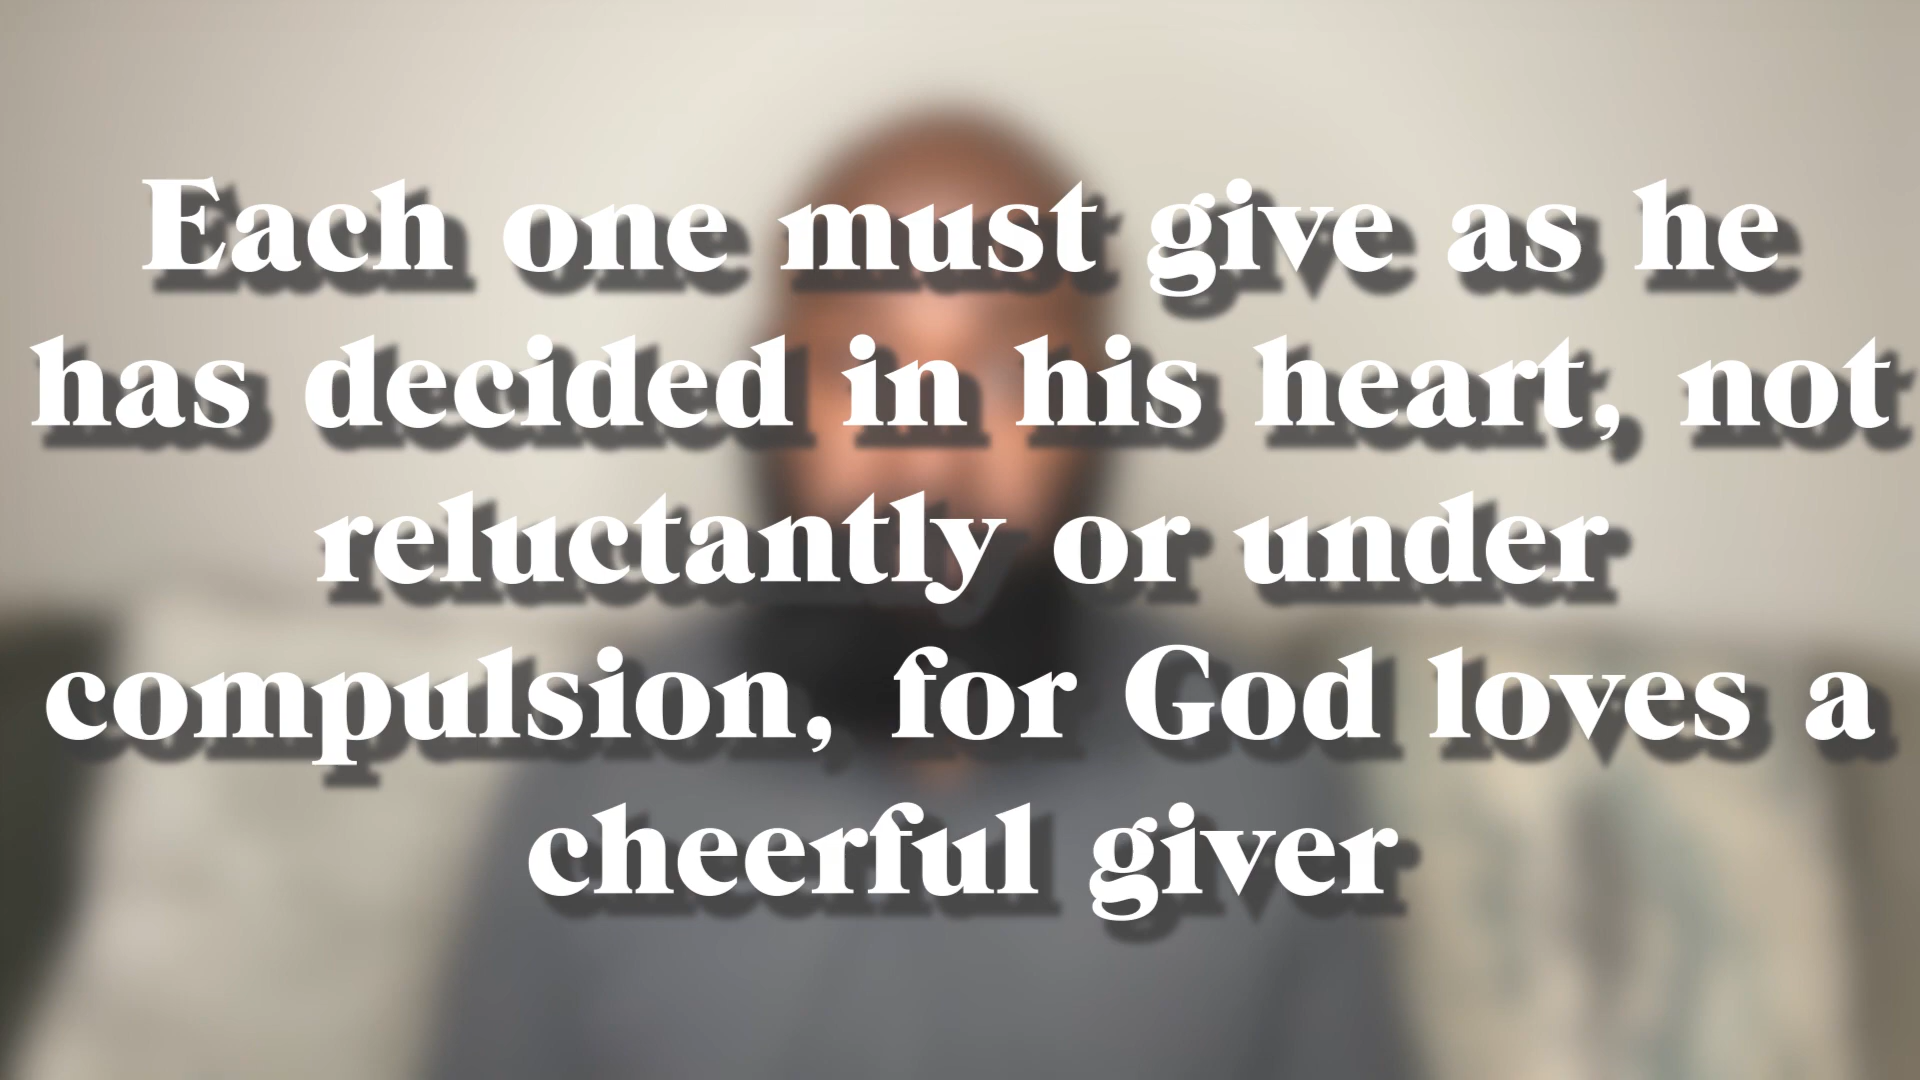 Each one must give as he
has decided in his heart, not
reluctantly or under
compulsion, for God loves a
cheerful giver